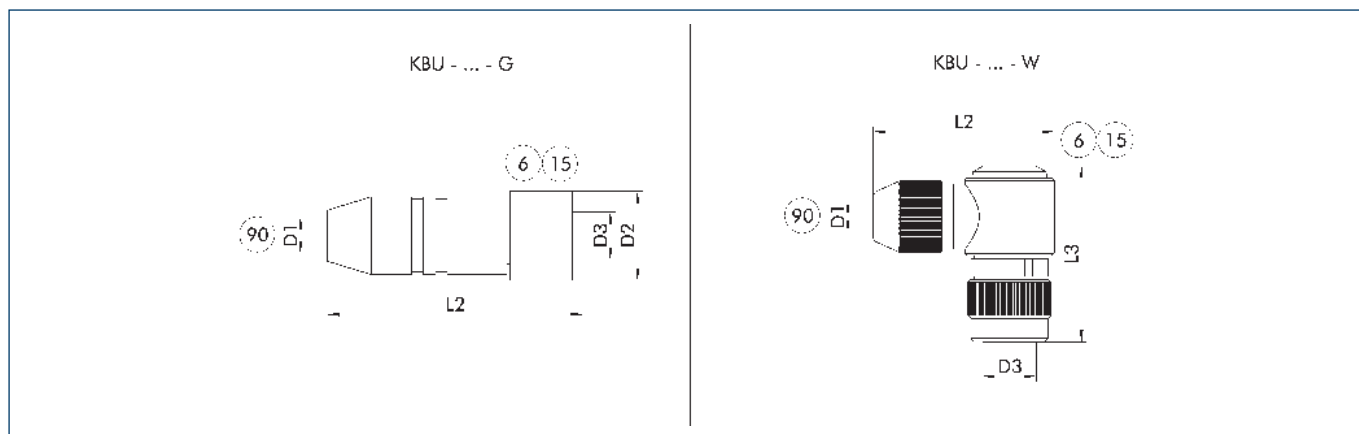 KBU - ... - G
6 15
90 D1
D3 D2
L2
KBU - ... - W
L2
6 15
90 D1
L3
D3